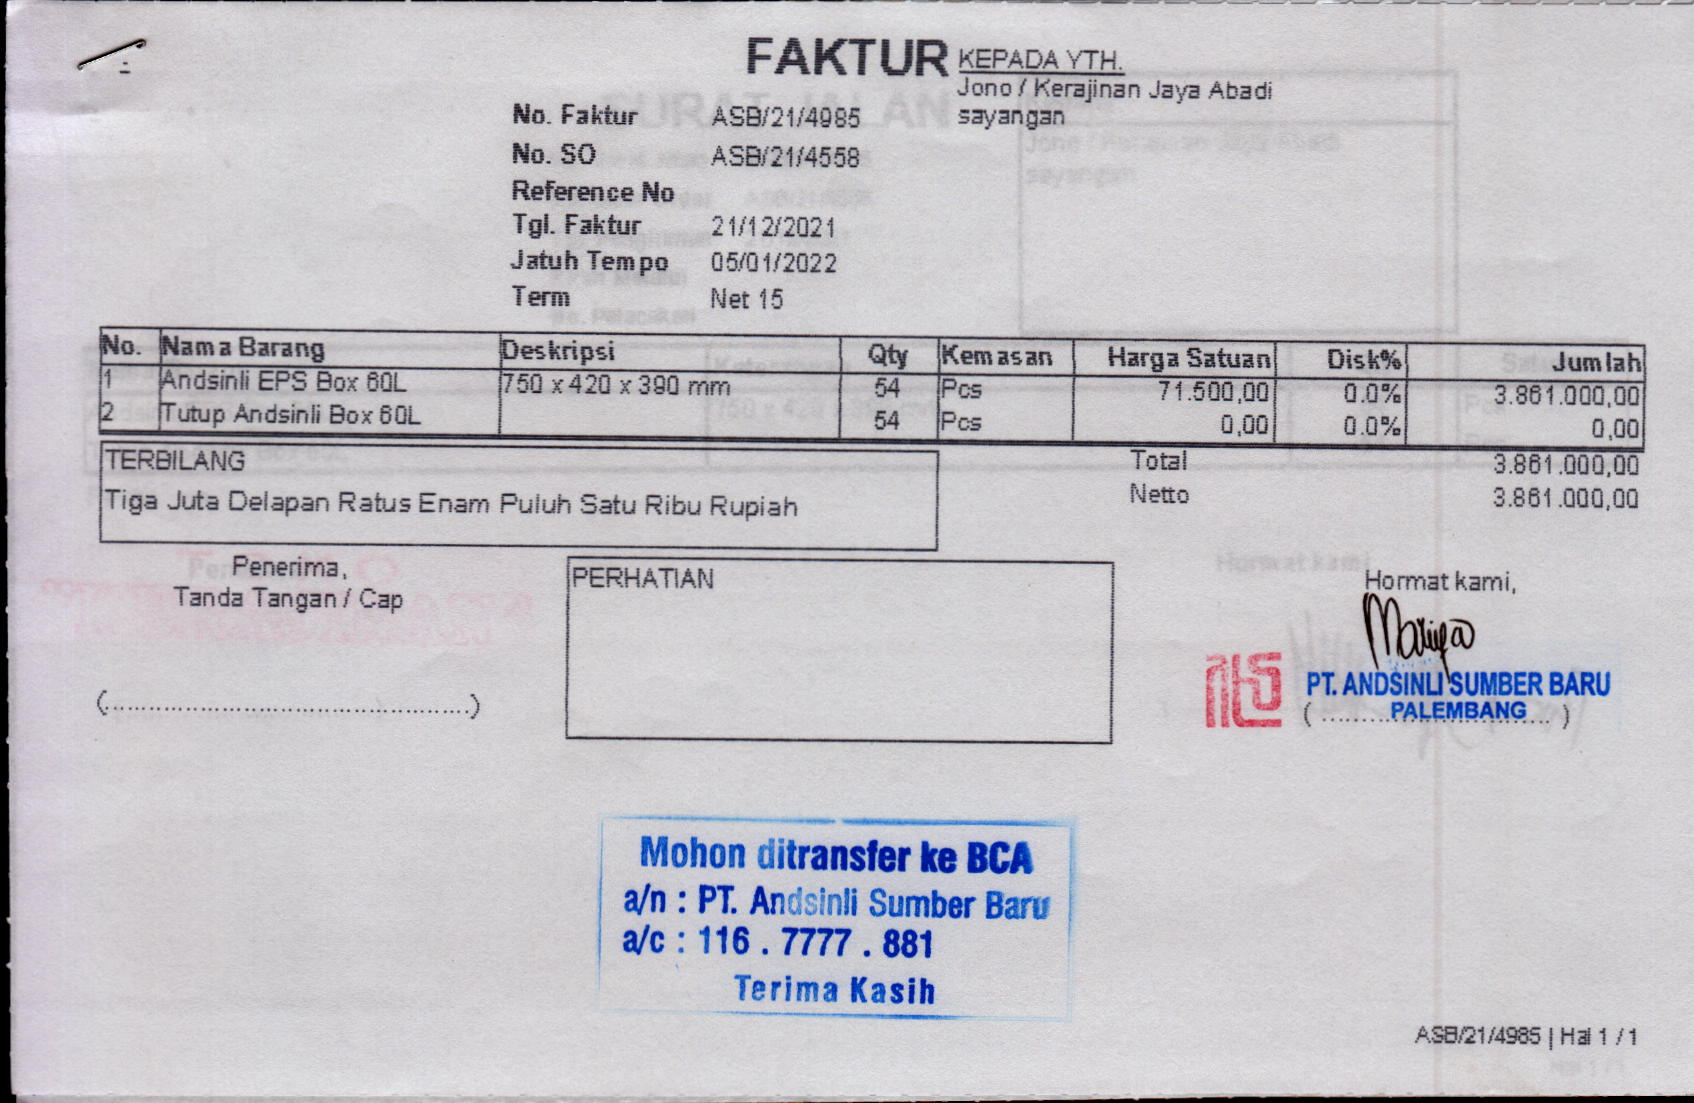 FAKTUR
KEPADA YTH.
Jono / Kerajinan Jaya Abadi
sayangan
No. Faktur ASB/21/4985
No. SO ASB/21/4558
Reference No
Tgl. Faktur 21/12/2021
Jatuh Tempo 05/01/2022
Term Net 15
No. Nama Barang Deskripsi Qty Kemasan Harga Satuan Disk% Jumlah
1 Andsinli EPS Box 60L 750 x 420 x 390 mm 54 Pcs 71.500,00 0.0% 3.861.000,00
2 Tutup Andsinli Box 60L 54 Pcs 0,00 0.0% 0,00
TERBILANG
Tiga Juta Delapan Ratus Enam Puluh Satu Ribu Rupiah
Total 3.861.000,00
Netto 3.861.000,00
Penerima,
Tanda Tangan / Cap
(..................................................)
PERHATIAN
Hormat kami,
PT. ANDSINLI SUMBER BARU
PALEMBANG
Mohon ditransfer ke BCA
a/n : PT. Andsinli Sumber Baru
a/c : 116 . 7777 . 881
Terima Kasih
ASB/21/4985 | Hal 1 / 1